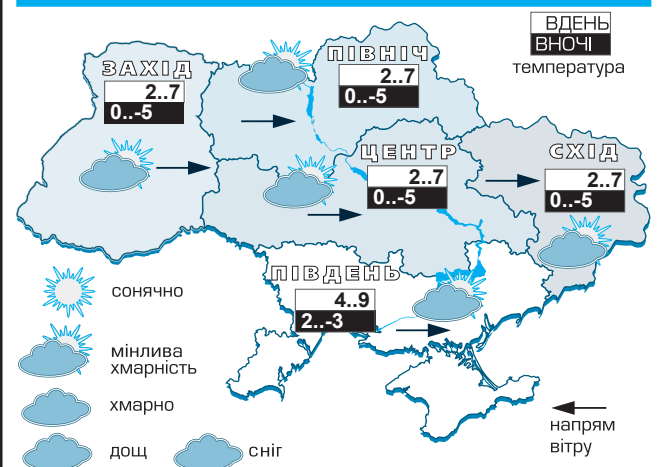 ВДЕНЬ
ВНОЧІ
температура
ЗАХІД
2..7
0..-5
ПІВНІЧ
2..7
0..-5
ЦЕНТР
2..7
0..-5
СХІД
2..7
0..-5
ПІВДЕНЬ
4..9
2..-3
сонячно
мінлива
хмарність
хмарно
дощ
сніг
напрям
вітру